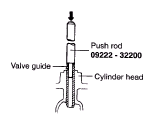 Push rod
09222 - 32200
Valve guide
Cylinder head